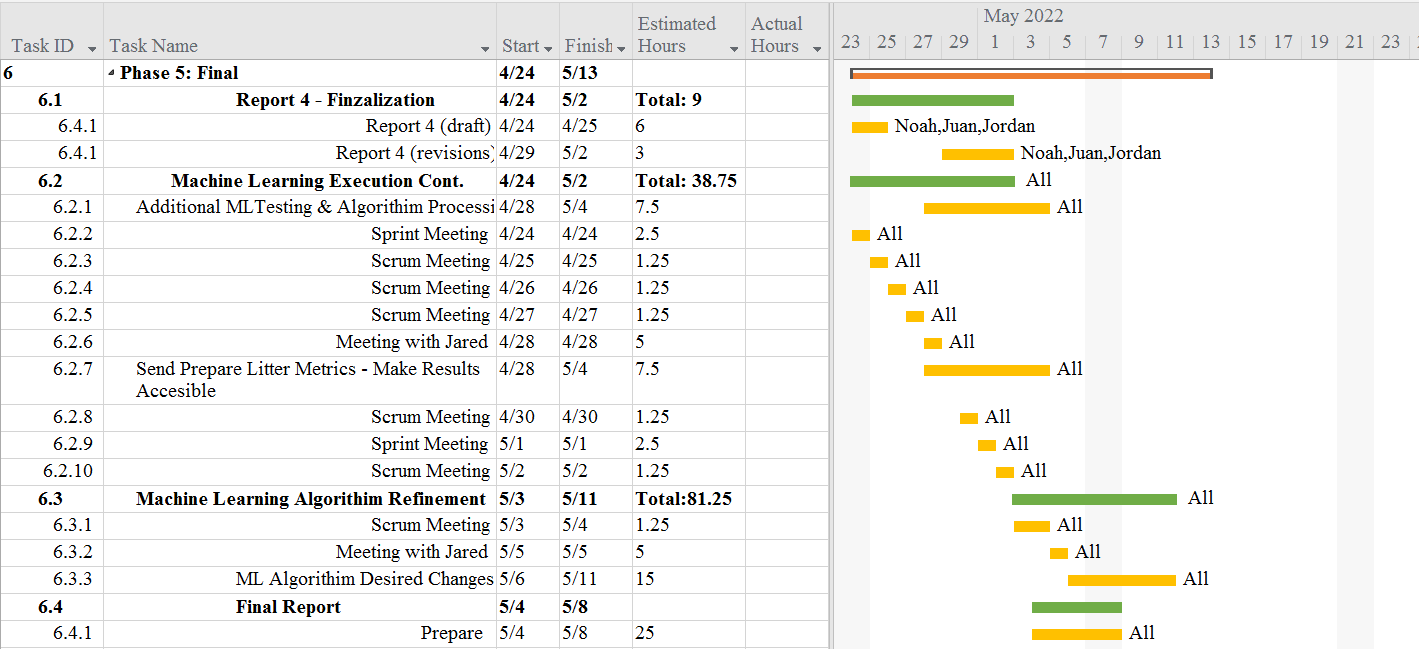 May 2022
Estimated Actual
Task ID Task Name Start Finish Hours Hours 23 25 27 29 1 3 5 7 9 11 13 15 17 19 21 23
6 Phase 5: Final 4/24 5/13
6.1 Report 4 - Finzalization 4/24 5/2 Total: 9
6.4.1 Report 4 (draft) 4/24 4/25 6 Noah,Juan,Jordan
6.4.1 Report 4 (revisions) 4/29 5/2 3 Noah,Juan,Jordan
6.2 Machine Learning Execution Cont. 4/24 5/2 Total: 38.75 All
6.2.1 Additional MLTesting & Algorithim Processi 4/28 5/4 7.5 All
6.2.2 Sprint Meeting 4/24 4/24 2.5 All
6.2.3 Scrum Meeting 4/25 4/25 1.25 All
6.2.4 Scrum Meeting 4/26 4/26 1.25 All
6.2.5 Scrum Meeting 4/27 4/27 1.25 All
6.2.6 Meeting with Jared 4/28 4/28 5 All
6.2.7 Send Prepare Litter Metrics - Make Results 4/28 5/4 7.5 All
Accesible
6.2.8 Scrum Meeting 4/30 4/30 1.25 All
6.2.9 Sprint Meeting 5/1 5/1 2.5 All
6.2.10 Scrum Meeting 5/2 5/2 1.25 All
6.3 Machine Learning Algorithim Refinement 5/3 5/11 Total:81.25 All
6.3.1 Scrum Meeting 5/3 5/4 1.25 All
6.3.2 Meeting with Jared 5/5 5/5 5 All
6.3.3 ML Algorithim Desired Changes 5/6 5/11 15 All
6.4 Final Report 5/4 5/8
6.4.1 Prepare 5/4 5/8 25 All